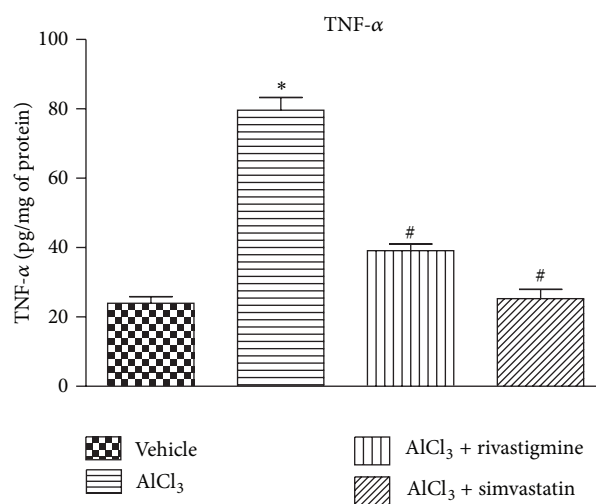 TNF-α
TNF-α (pg/mg of protein)
100
80
60
40
20
0
*
#
#
Vehicle
AlCl₃
AlCl₃ + rivastigmine
AlCl₃ + simvastatin